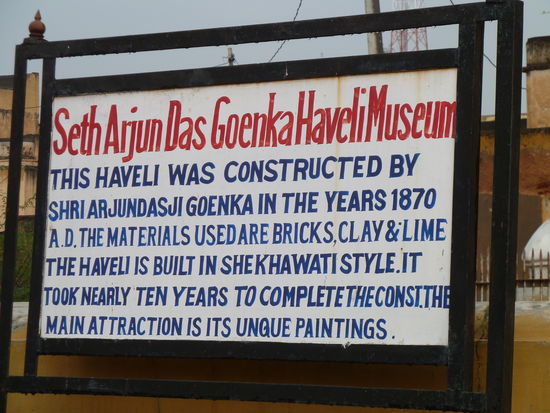 Seth Arjun Das Goenka Haveli Museum
THIS HAVELI WAS CONSTRUCTED BY
SHRI ARJUNDASJI GOENKA IN THE YEARS 1870
A.D. THE MATERIALS USED ARE BRICKS, CLAY & LIME
THE HAVELI IS BUILT IN SHEKHAWATI STYLE. IT
TOOK NEARLY TEN YEARS TO COMPLETE THE CONST. THE
MAIN ATTRACTION IS ITS UNQUE PAINTINGS.